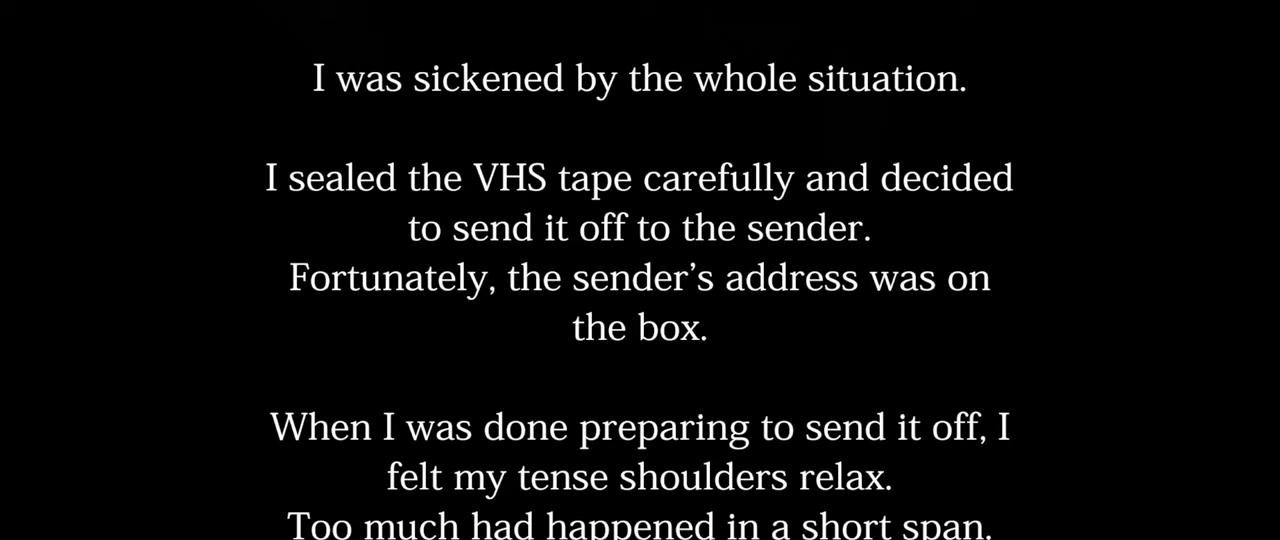 I was sickened by the whole situation.
I sealed the VHS tape carefully and decided
to send it off to the sender.
Fortunately, the sender’s address was on
the box.
When I was done preparing to send it off, I
felt my tense shoulders relax.
Too much had happened in a short span.